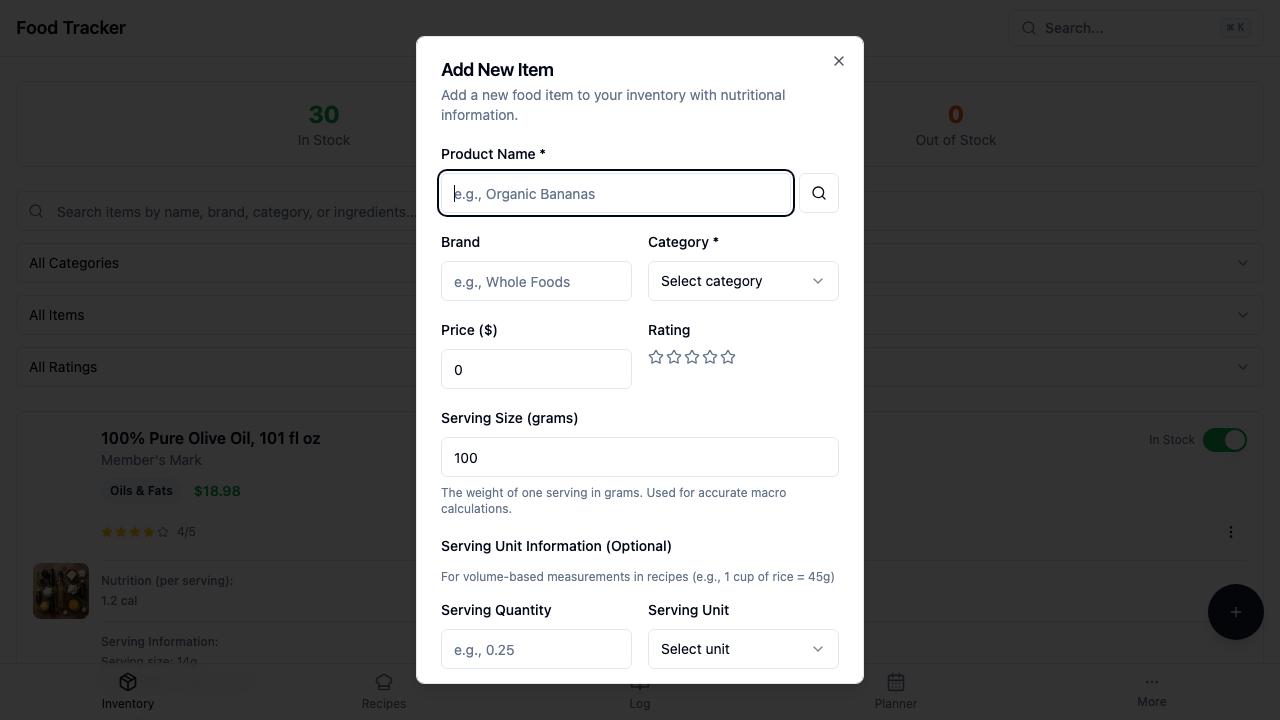 Food Tracker
Search...
⌘ K
30
In Stock
0
Out of Stock
Search items by name, brand, category, or ingredients...
All Categories
All Items
All Ratings
100% Pure Olive Oil, 101 fl oz
Member's Mark
Oils & Fats
$18.98
4/5
In Stock
Nutrition (per serving):
1.2 cal
Serving Information:
Serving size: 14g
Add New Item
Add a new food item to your inventory with nutritional
information.
Product Name *
e.g., Organic Bananas
Brand
Category *
e.g., Whole Foods
Select category
Price ($)
Rating
0
Serving Size (grams)
100
The weight of one serving in grams. Used for accurate macro
calculations.
Serving Unit Information (Optional)
For volume-based measurements in recipes (e.g., 1 cup of rice = 45g)
Serving Quantity
Serving Unit
e.g., 0.25
Select unit
Inventory
Recipes
Log
Planner
More